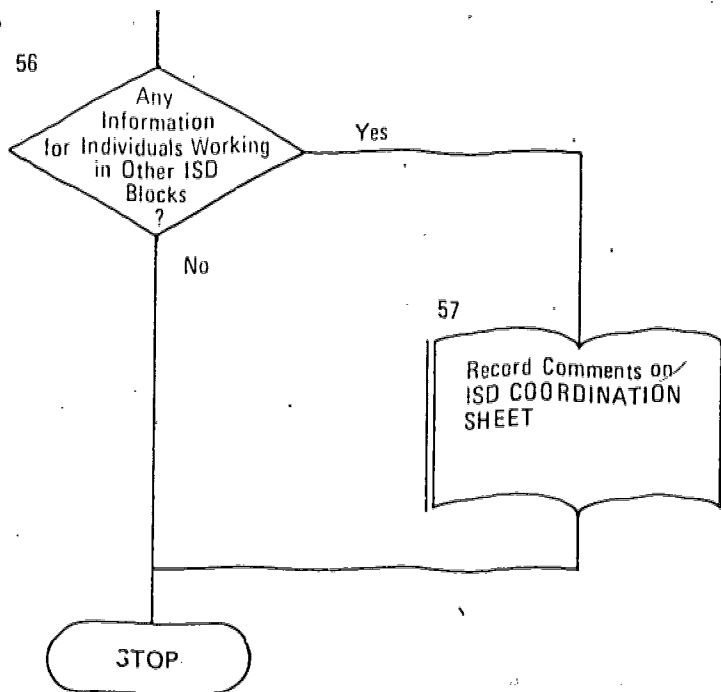 56
Any
Information
for Individuals Working
in Other ISD
Blocks
?
Yes
No
57
Record Comments on
ISD COORDINATION
SHEET
STOP